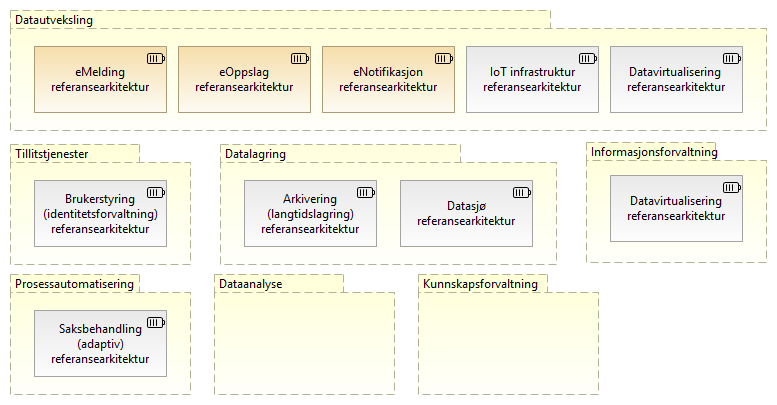 Datautveksling
eMelding
referansearkitektur
eOppslag
referansearkitektur
eNotifikasjon
referansearkitektur
IoT infrastruktur
referansearkitektur
Datavirtualisering
referansearkitektur
Tillitstjenester
Brukerstyring
(identitetsforvaltning)
referansearkitektur
Datalagring
Arkivering
(langtidslagring)
referansearkitektur
Datasjø
referansearkitektur
Informasjonsforvaltning
Datavirtualisering
referansearkitektur
Prosessautomatisering
Saksbehandling
(adaptiv)
referansearkitektur
Dataanalyse
Kunnskapsforvaltning